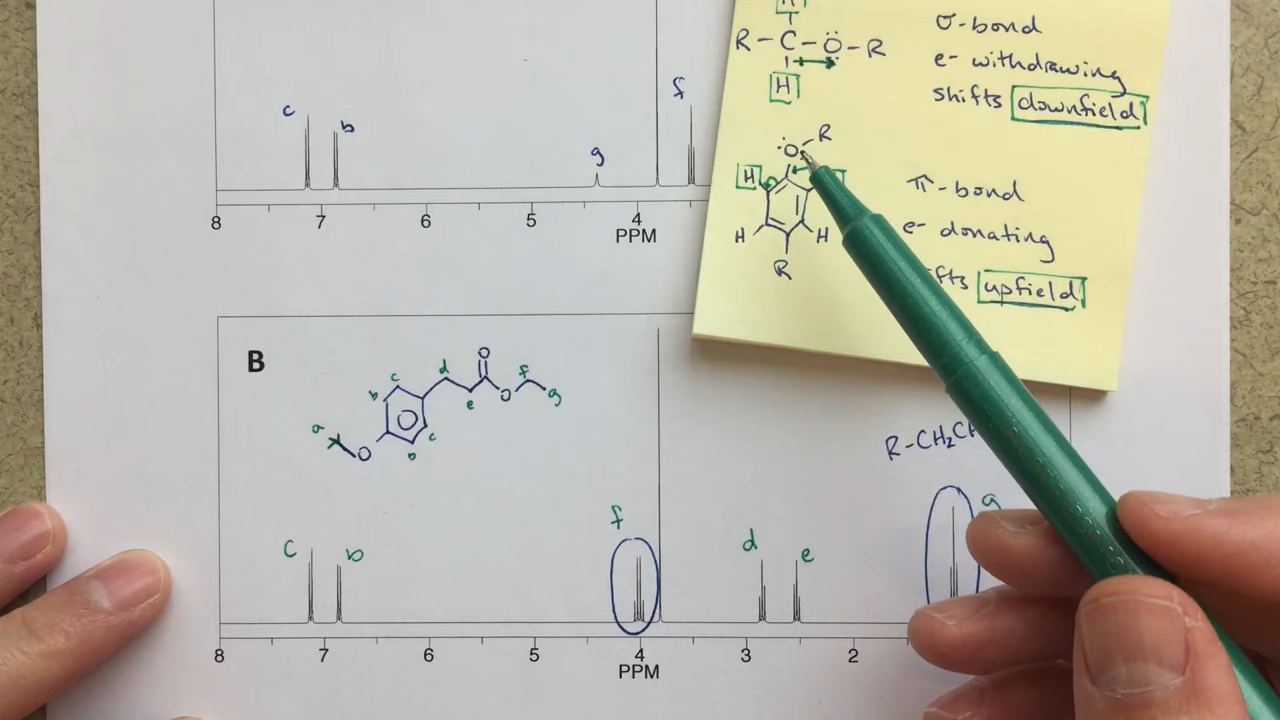 σ-bond
R-C-Ö-R
e- withdrawing
H
shifts downfield
c
b
g
f
:O-R
H
π-bond
e- donating
H
H
R
upfield
8
7
6
5
4
PPM
B
O
c
d
f
b
e
O
g
a
c
O
b
R-CH₂C
f
g
c
b
d
e
8
7
6
5
4
3
2
PPM